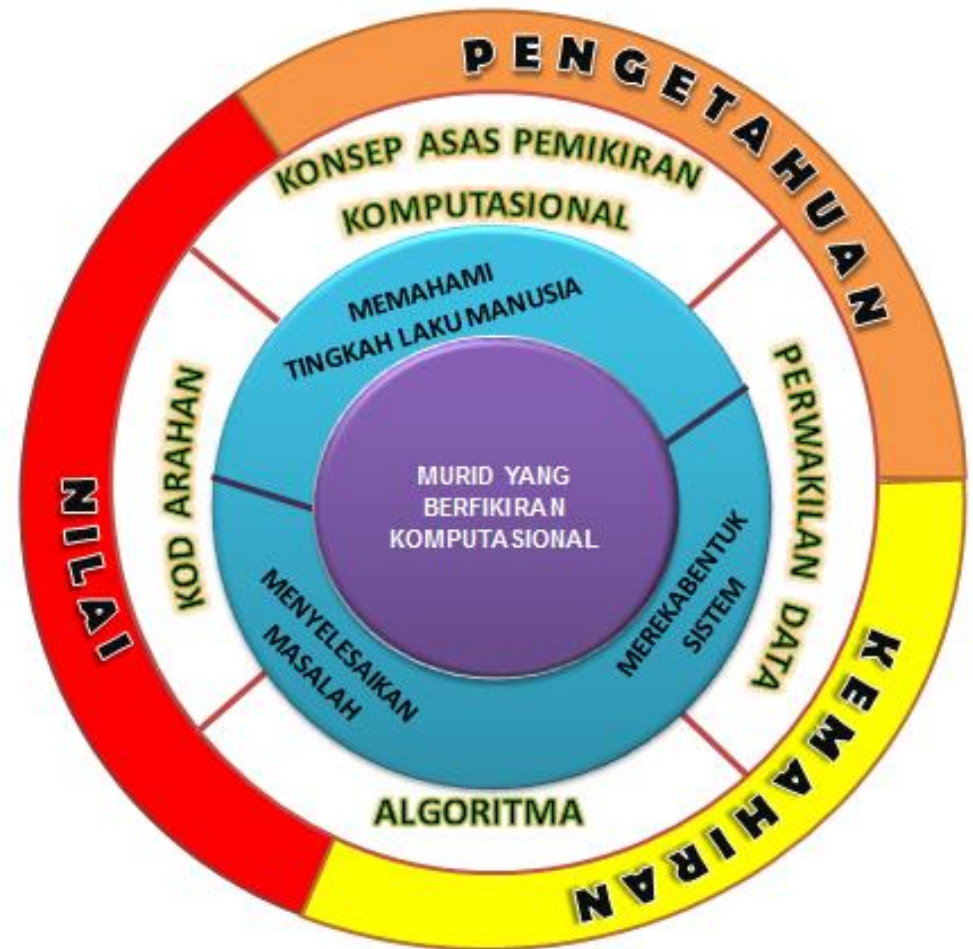 PENGETAHUAN
KONSEP ASAS PEMIKIRAN
KOMPUTASIONAL
MEMAHAMI
TINGKAH LAKU MANUSIA
PERWAKILAN DATA
KOD ARAHAN
NILAI
MURID YANG
BERFIKIRAN
KOMPUTASIONAL
MEREKABENTUK
SISTEM
MENYELESAIKAN
MASALAH
ALGORITMA
KEMAHIRAN